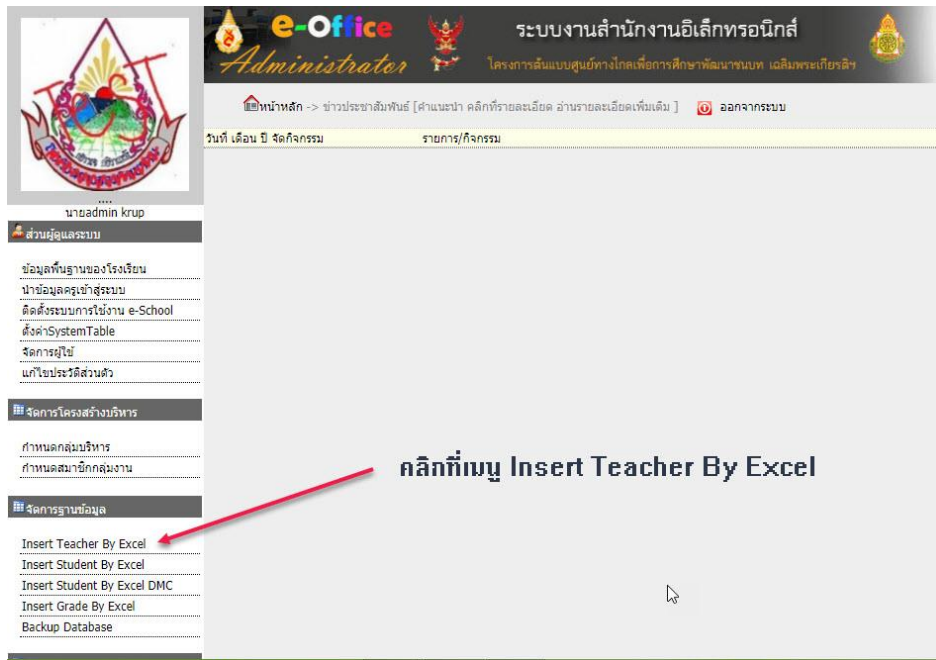 e-Office
Administrator
ระบบงานสำนักงานอิเล็กทรอนิกส์
โครงการต้นแบบศูนย์ทางไกลเพื่อการศึกษาพัฒนาชนบท เฉลิมพระเกียรติฯ
หน้าหลัก -> ข่าวประชาสัมพันธ์ [คำแนะนำ คลิกที่รายละเอียด อ่านรายละเอียดเพิ่มเติม ] ออกจากระบบ
วันที่ เดือน ปี จัดกิจกรรม รายการ/กิจกรรม
....
นายadmin krup
ส่วนผู้ดูแลระบบ
ข้อมูลพื้นฐานของโรงเรียน
นำข้อมูลครูเข้าสู่ระบบ
ติดตั้งระบบการใช้งาน e-School
ตั้งค่าSystemTable
จัดการผู้ใช้
แก้ไขประวัติส่วนตัว
จัดการโครงสร้างบริหาร
กำหนดกลุ่มบริหาร
กำหนดสมาชิกกลุ่มงาน
คลิกที่เมนู Insert Teacher By Excel
จัดการฐานข้อมูล
Insert Teacher By Excel
Insert Student By Excel
Insert Student By Excel DMC
Insert Grade By Excel
Backup Database